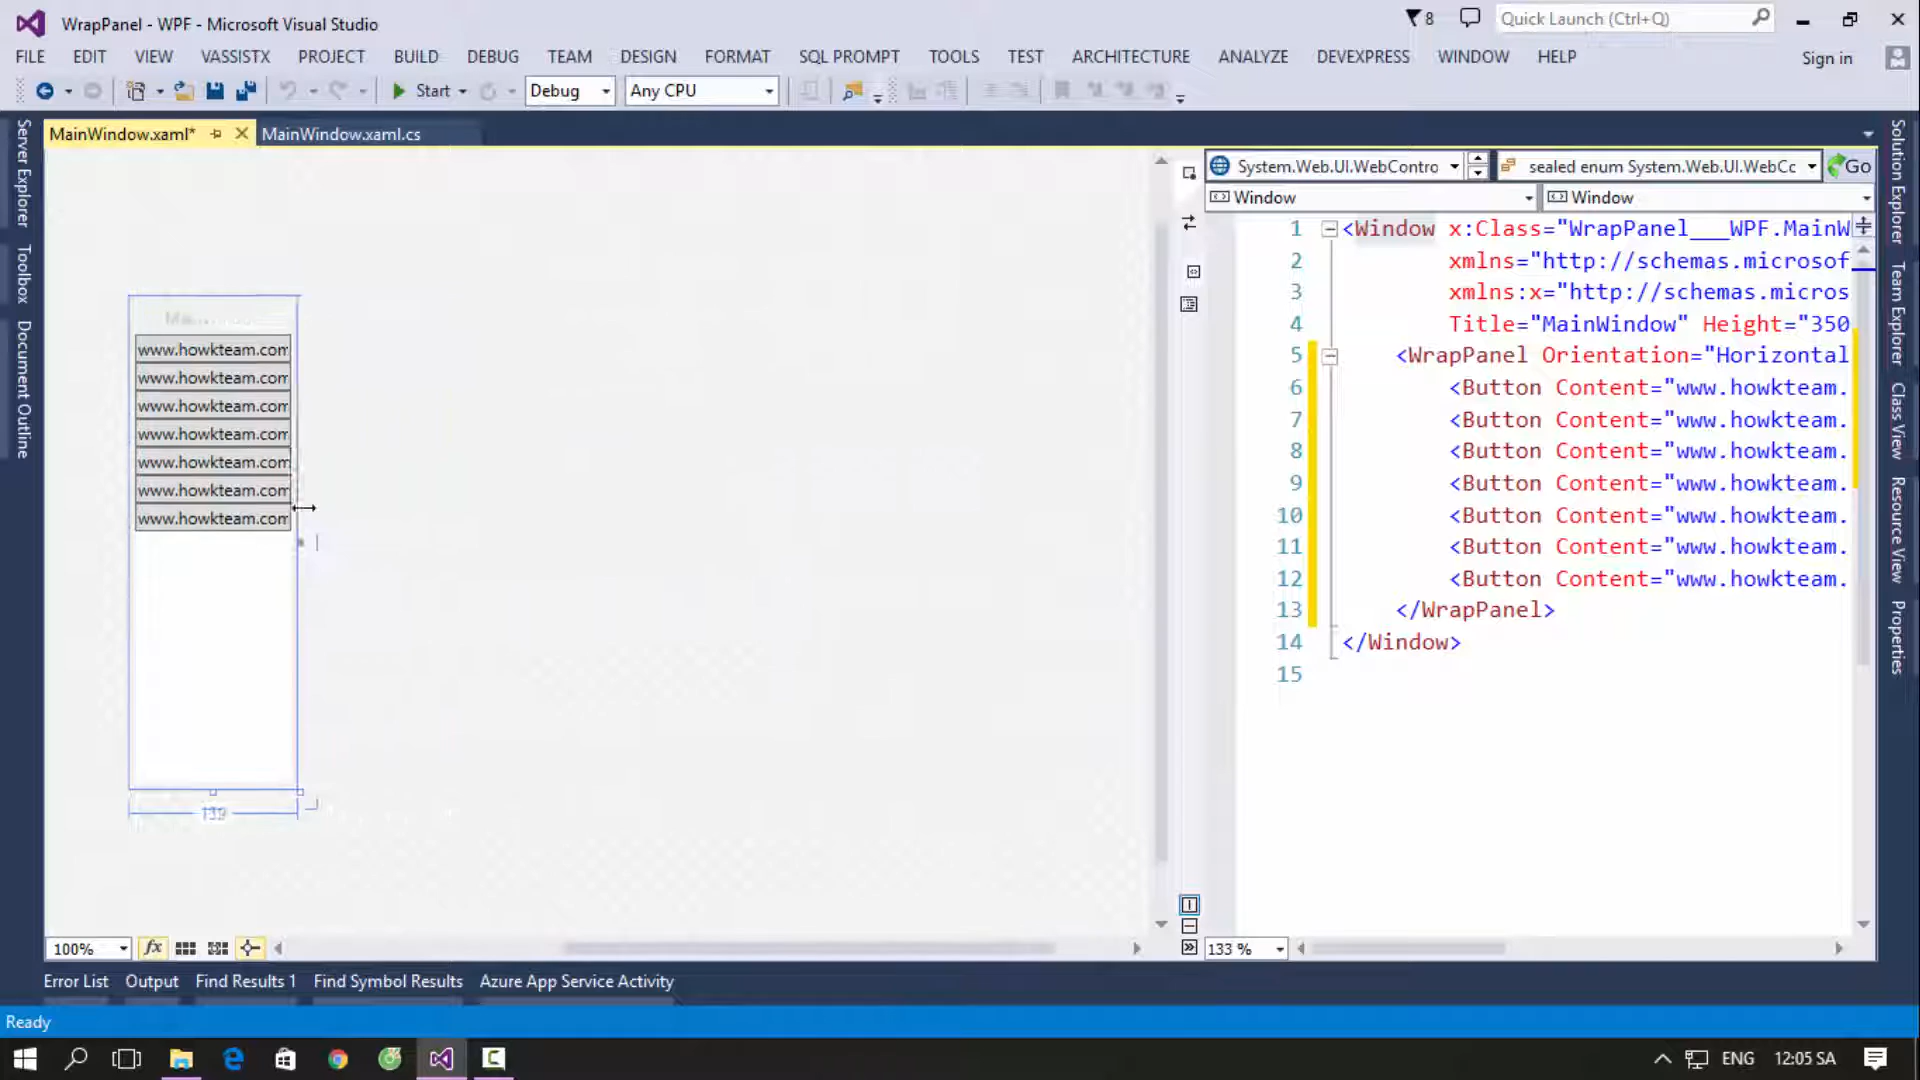 WrapPanel - WPF - Microsoft Visual Studio
8
Quick Launch (Ctrl+Q)
FILE EDIT VIEW VASSISTX PROJECT BUILD DEBUG TEAM DESIGN FORMAT SQL PROMPT TOOLS TEST ARCHITECTURE ANALYZE DEVEXPRESS WINDOW HELP
Sign in
Start Debug Any CPU
MainWindow.xaml* MainWindow.xaml.cs
Server Explorer
Toolbox
Document Outline
www.howkteam.com
www.howkteam.com
www.howkteam.com
www.howkteam.com
www.howkteam.com
www.howkteam.com
www.howkteam.com
139
System.Web.UI.WebContro sealed enum System.Web.UI.WebCc Go
Window Window
1 <Window x:Class="WrapPanel___WPF.MainW
2 xmlns="http://schemas.microsof
3 xmlns:x="http://schemas.micros
4 Title="MainWindow" Height="350
5 <WrapPanel Orientation="Horizontal
6 <Button Content="www.howkteam.
7 <Button Content="www.howkteam.
8 <Button Content="www.howkteam.
9 <Button Content="www.howkteam.
10 <Button Content="www.howkteam.
11 <Button Content="www.howkteam.
12 <Button Content="www.howkteam.
13 </WrapPanel>
14 </Window>
15
Solution Explorer
Team Explorer
Class View
Resource View
Properties
100% fx
133 %
Error List Output Find Results 1 Find Symbol Results Azure App Service Activity
Ready
ENG 12:05 SA